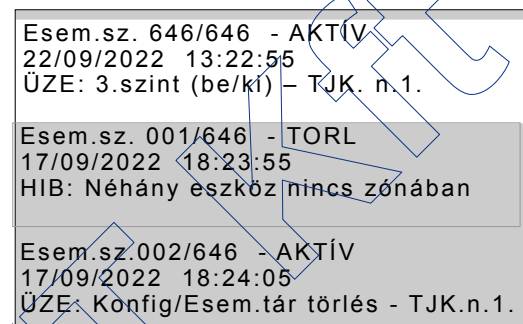 Esem.sz. 646/646 - AKTÍV
22/09/2022 13:22:55
ÜZE: 3.szint (be/ki) – TJK. n.1.
Esem.sz. 001/646 - TORL
17/09/2022 18:23:55
HIB: Néhány eszköz nincs zónában
Esem.sz.002/646 - AKTÍV
17/09/2022 18:24:05
ÜZE: Konfig/Esem.tár törlés - TJK.n.1.